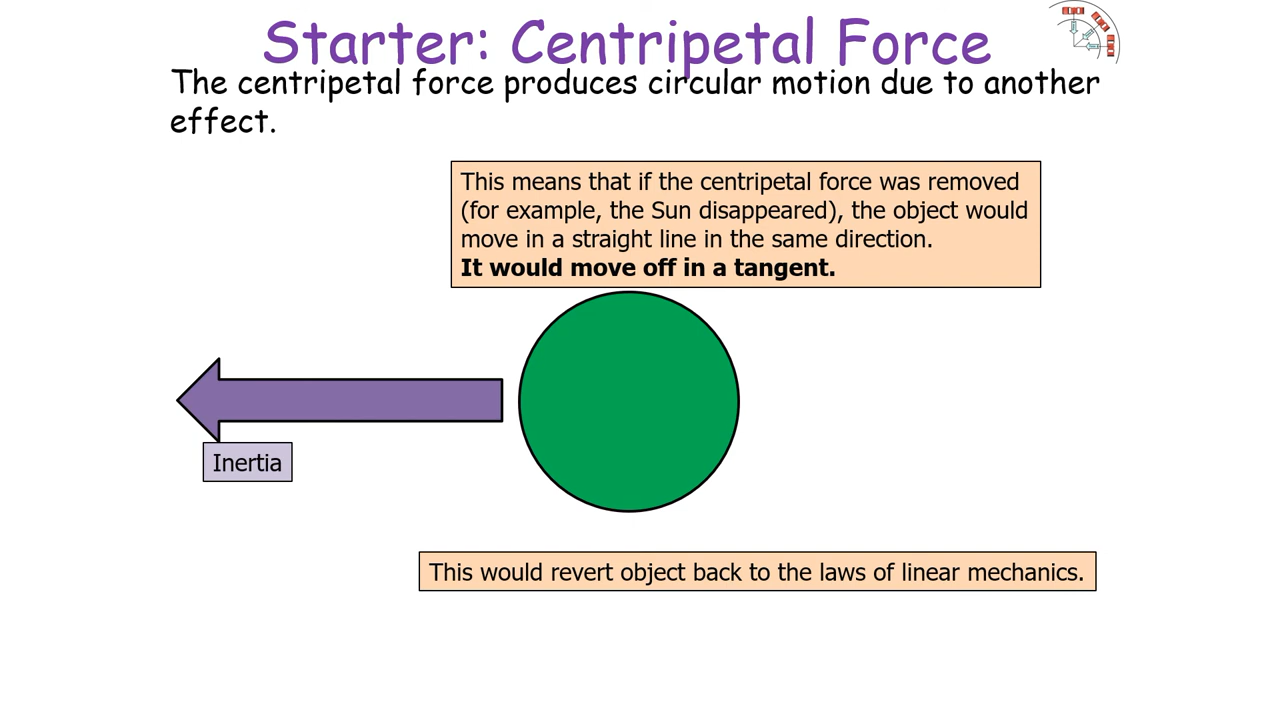 Starter: Centripetal Force
The centripetal force produces circular motion due to another
effect.
This means that if the centripetal force was removed
(for example, the Sun disappeared), the object would
move in a straight line in the same direction.
It would move off in a tangent.
Inertia
This would revert object back to the laws of linear mechanics.